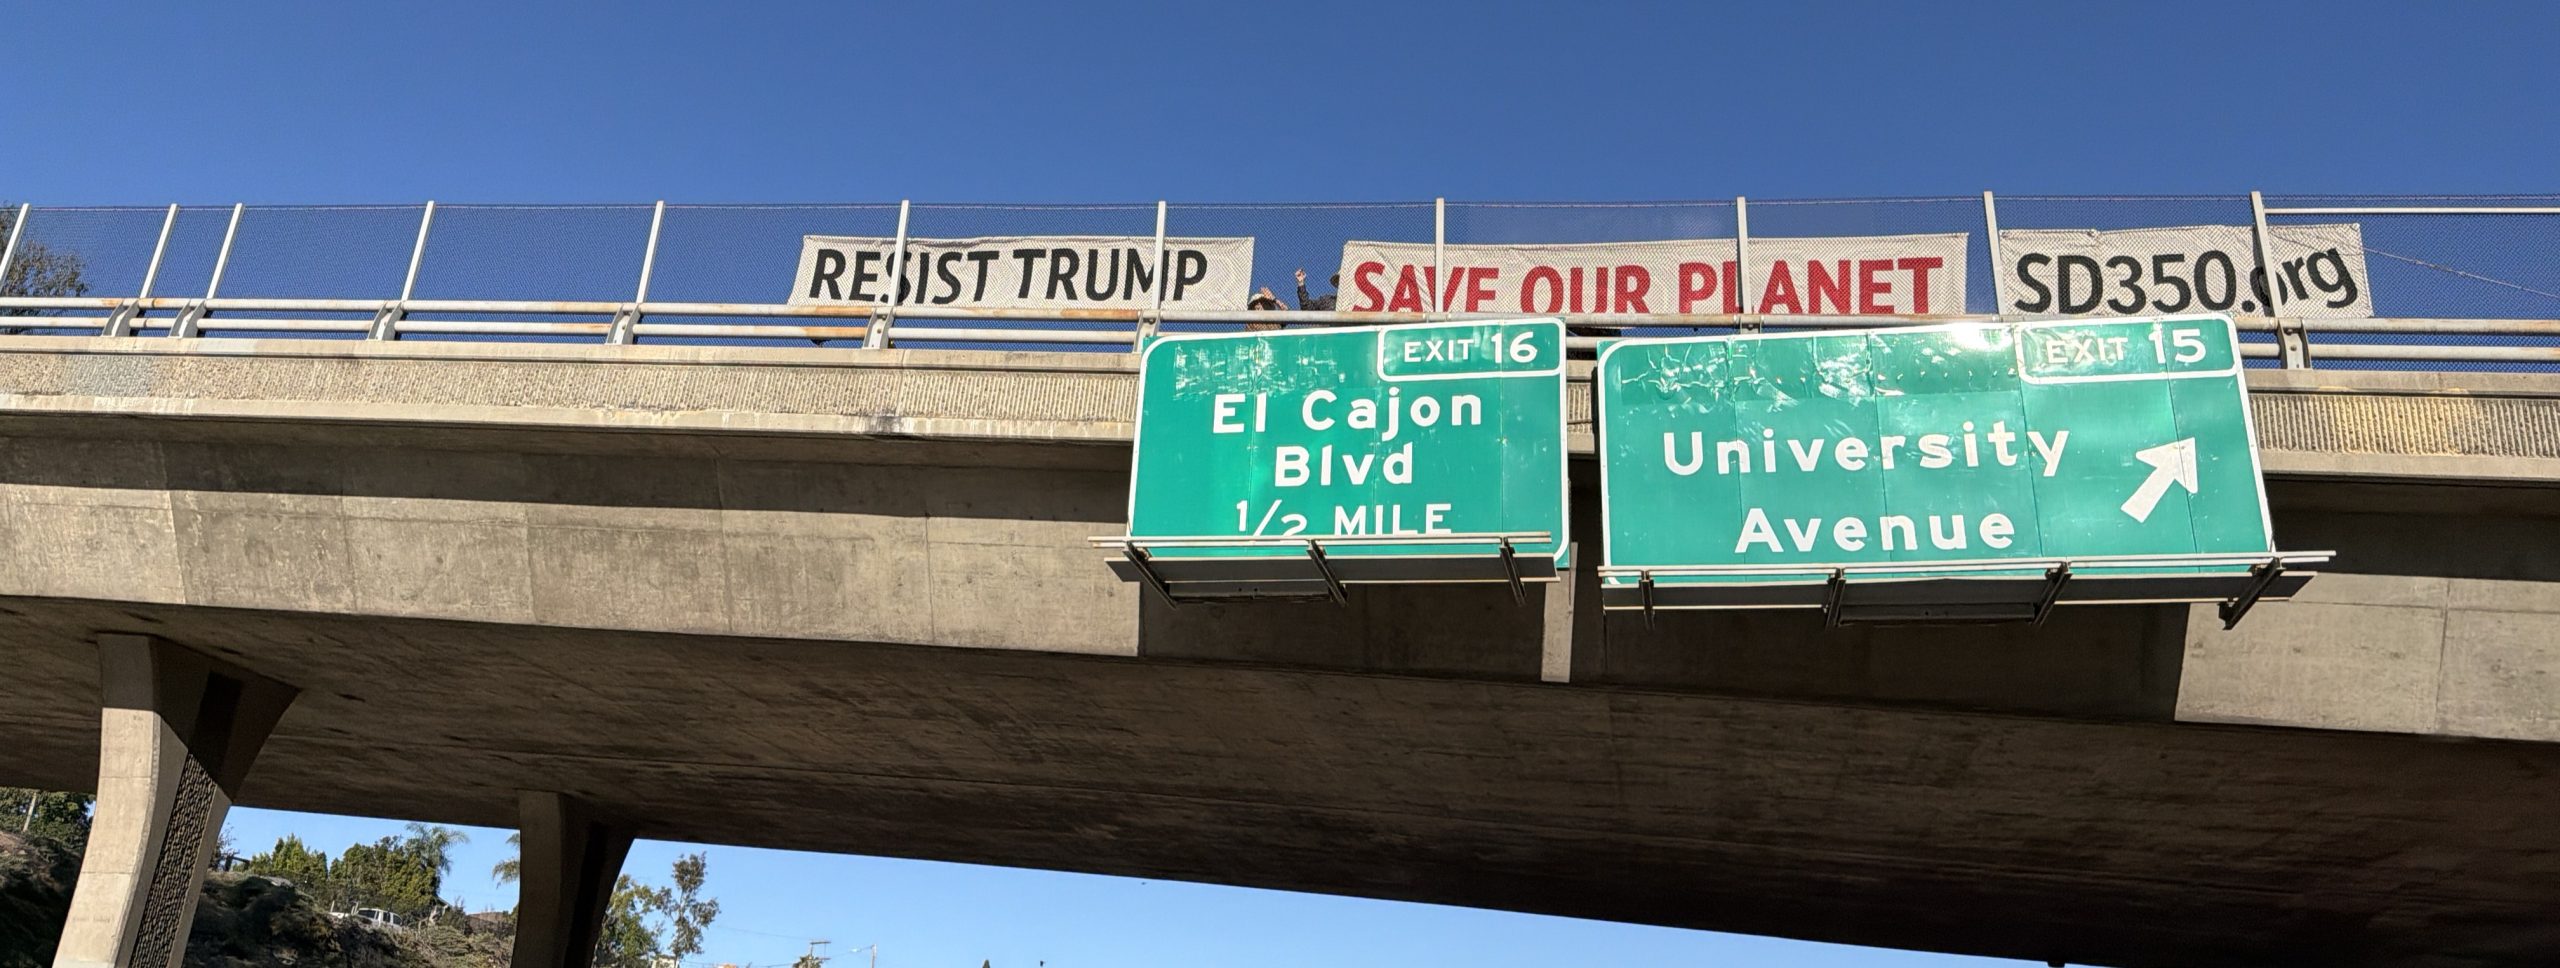 RESIST TRUMP
SAVE OUR PLANET
SD350.org
EXIT 16
El Cajon
Blvd
1/2 MILE
EXIT 15
University
Avenue